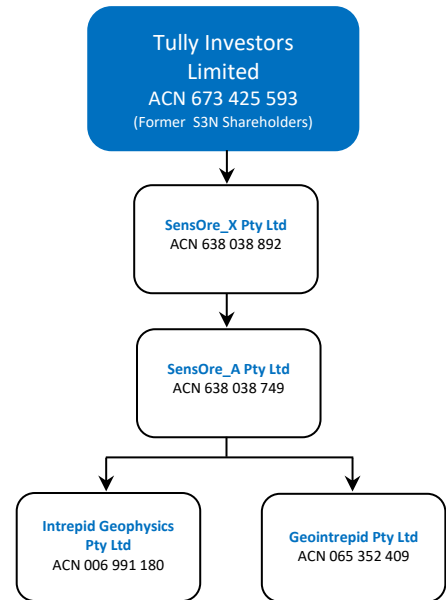 Tully Investors
Limited
ACN 673 425 593
(Former S3N Shareholders)
SensOre_X Pty Ltd
ACN 638 038 892
SensOre_A Pty Ltd
ACN 638 038 749
Intrepid Geophysics
Pty Ltd
ACN 006 991 180
Geointrepid Pty Ltd
ACN 065 352 409